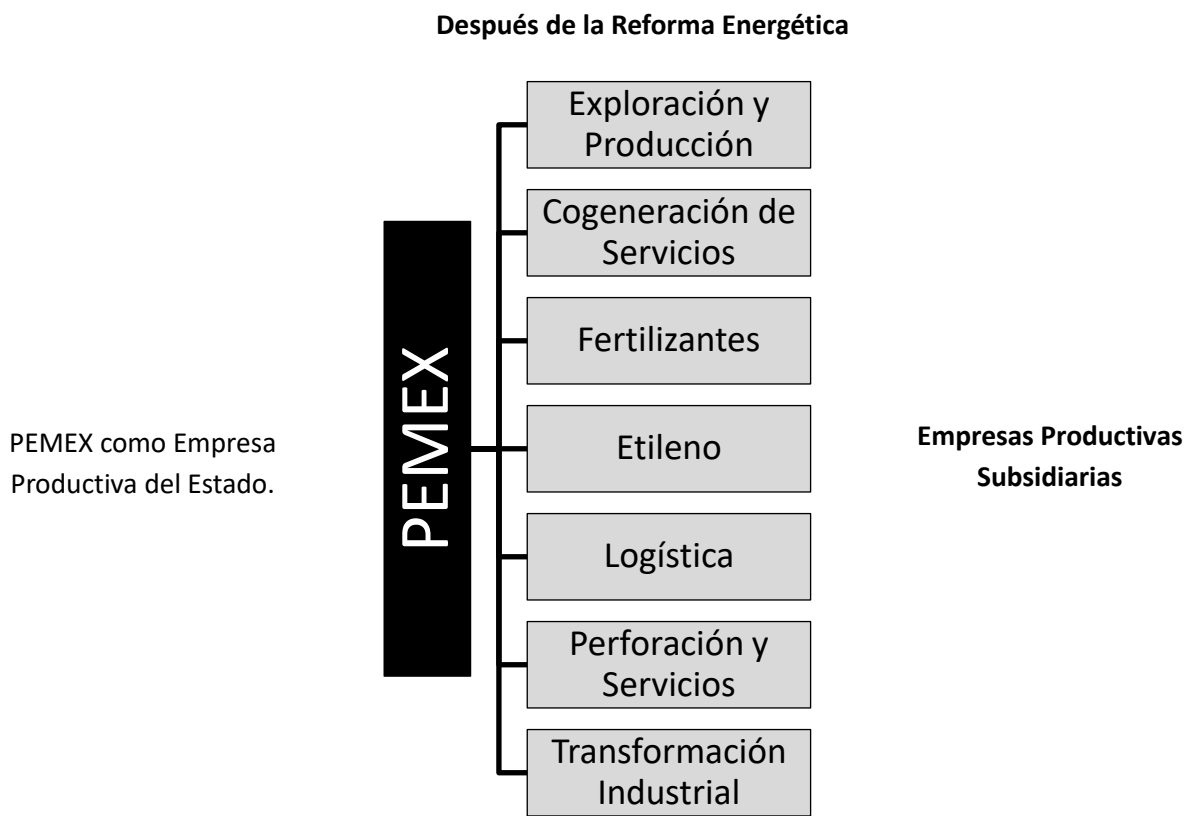 Después de la Reforma Energética
PEMEX como Empresa
Productiva del Estado.
PEMEX
Exploración y
Producción
Cogeneración de
Servicios
Fertilizantes
Etileno
Logística
Perforación y
Servicios
Transformación
Industrial
Empresas Productivas
Subsidiarias